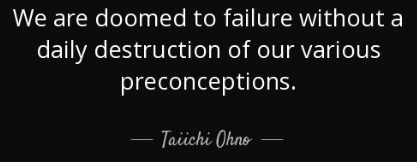 We are doomed to failure without a
daily destruction of our various
preconceptions.
Taiichi Ohno